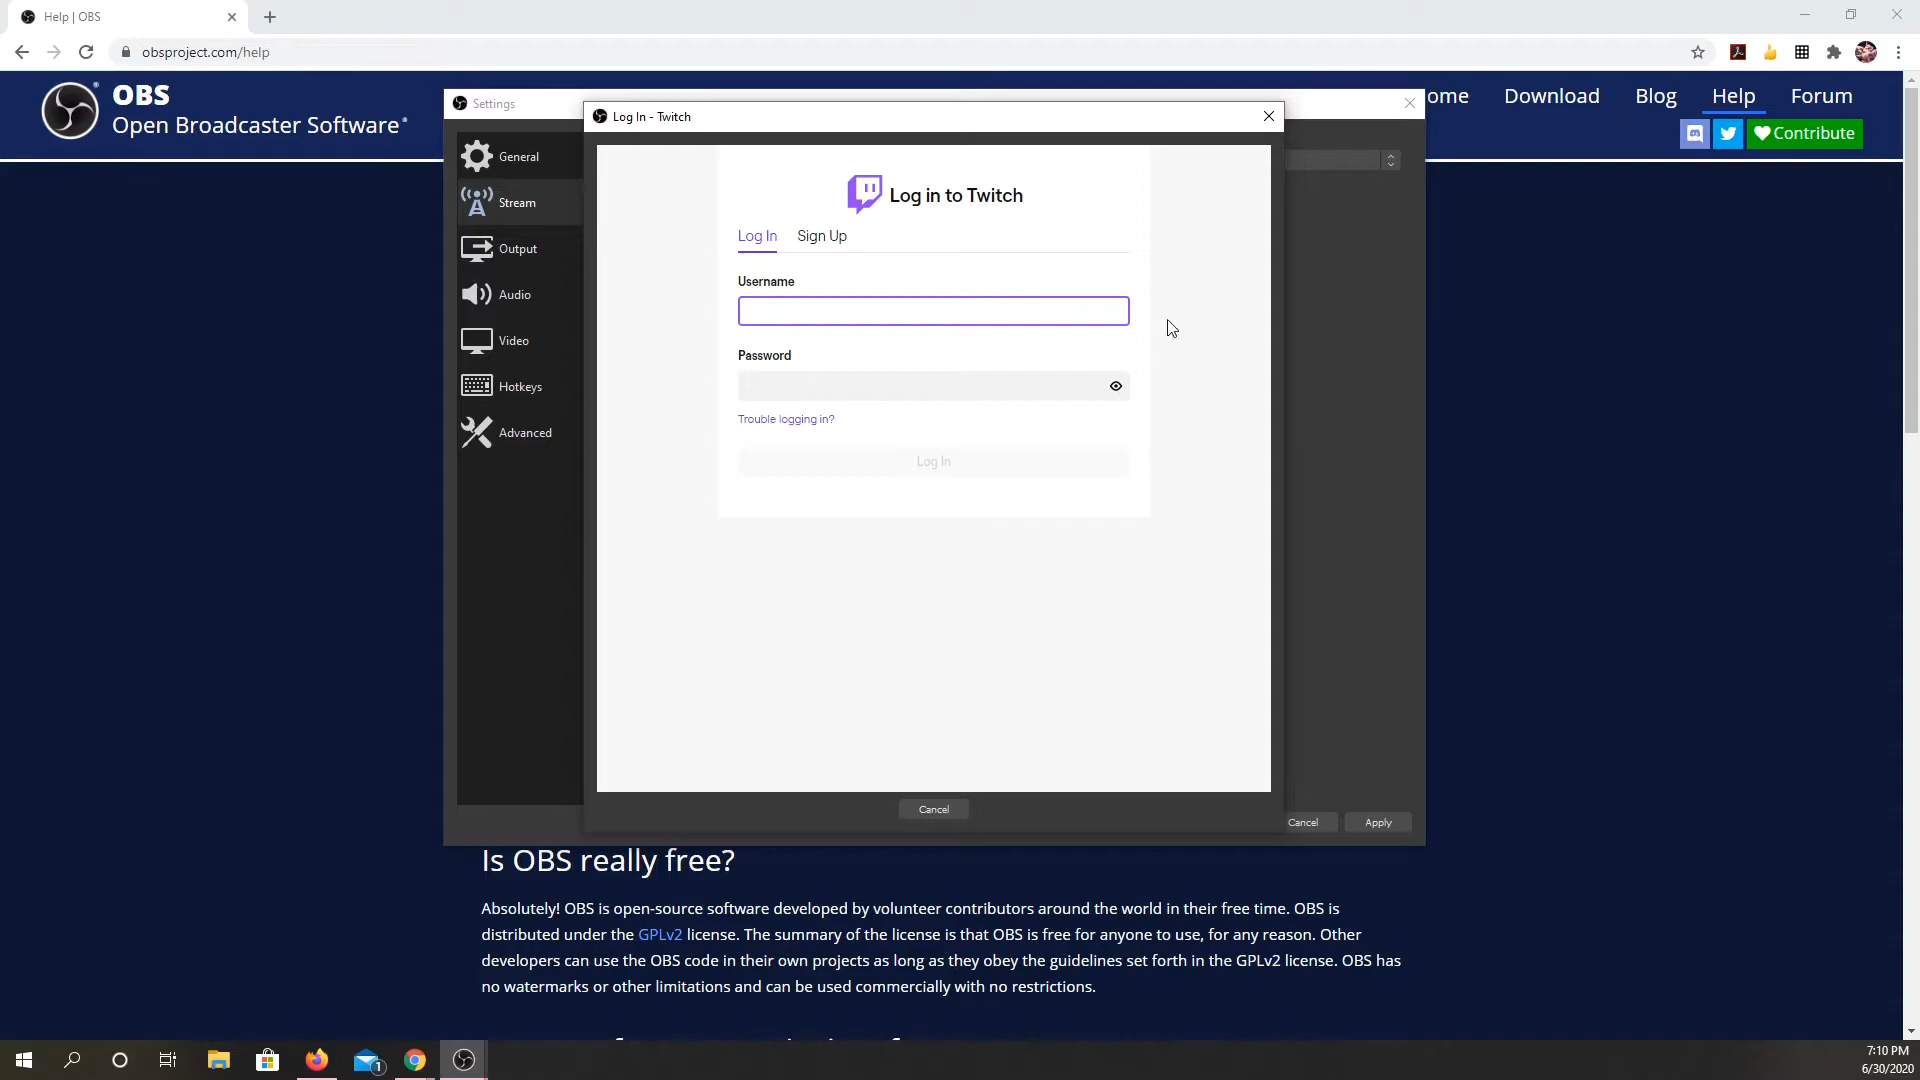 Help | OBS
obsproject.com/help
OBS
Open Broadcaster Software
ome Download Blog Help Forum
Contribute
Settings
Log In - Twitch
General
Stream
Output
Audio
Video
Hotkeys
Advanced
Log in to Twitch
Log In Sign Up
Username
Password
Trouble logging in?
Log In
Cancel
Cancel Apply
Is OBS really free?
Absolutely! OBS is open-source software developed by volunteer contributors around the world in their free time. OBS is
distributed under the GPLv2 license. The summary of the license is that OBS is free for anyone to use, for any reason. Other
developers can use the OBS code in their own projects as long as they obey the guidelines set forth in the GPLv2 license. OBS has
no watermarks or other limitations and can be used commercially with no restrictions.
1
7:10 PM
6/30/2020